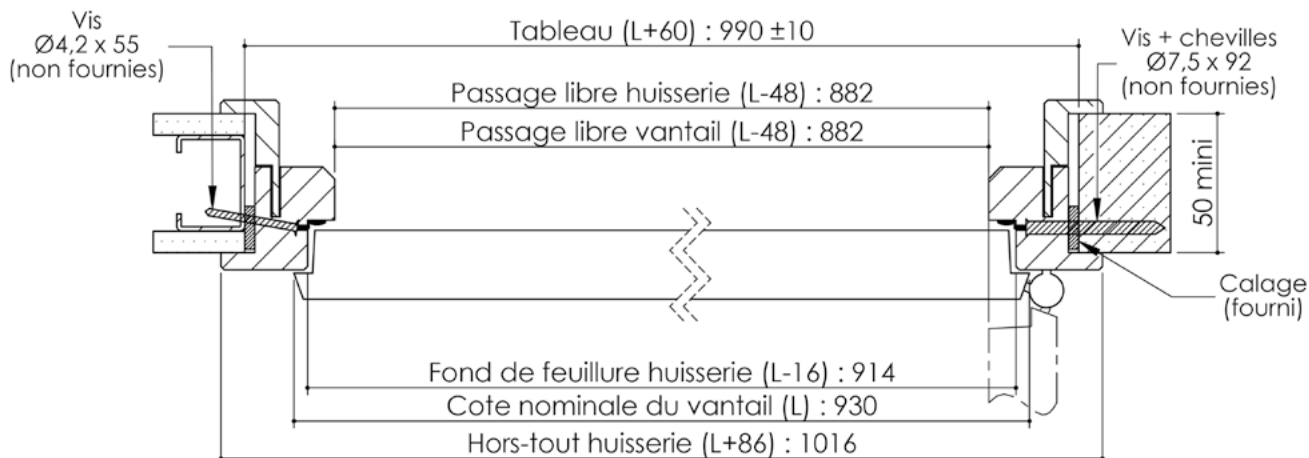 Vis
Ø4,2 x 55
(non fournies)
Tableau (L+60) : 990 ±10
Vis + chevilles
Ø7,5 x 92
(non fournies)
Passage libre huisserie (L-48) : 882
Passage libre vantail (L-48) : 882
50 mini
Calage
(fourni)
Fond de feuillure huisserie (L-16) : 914
Cote nominale du vantail (L) : 930
Hors-tout huisserie (L+86) : 1016